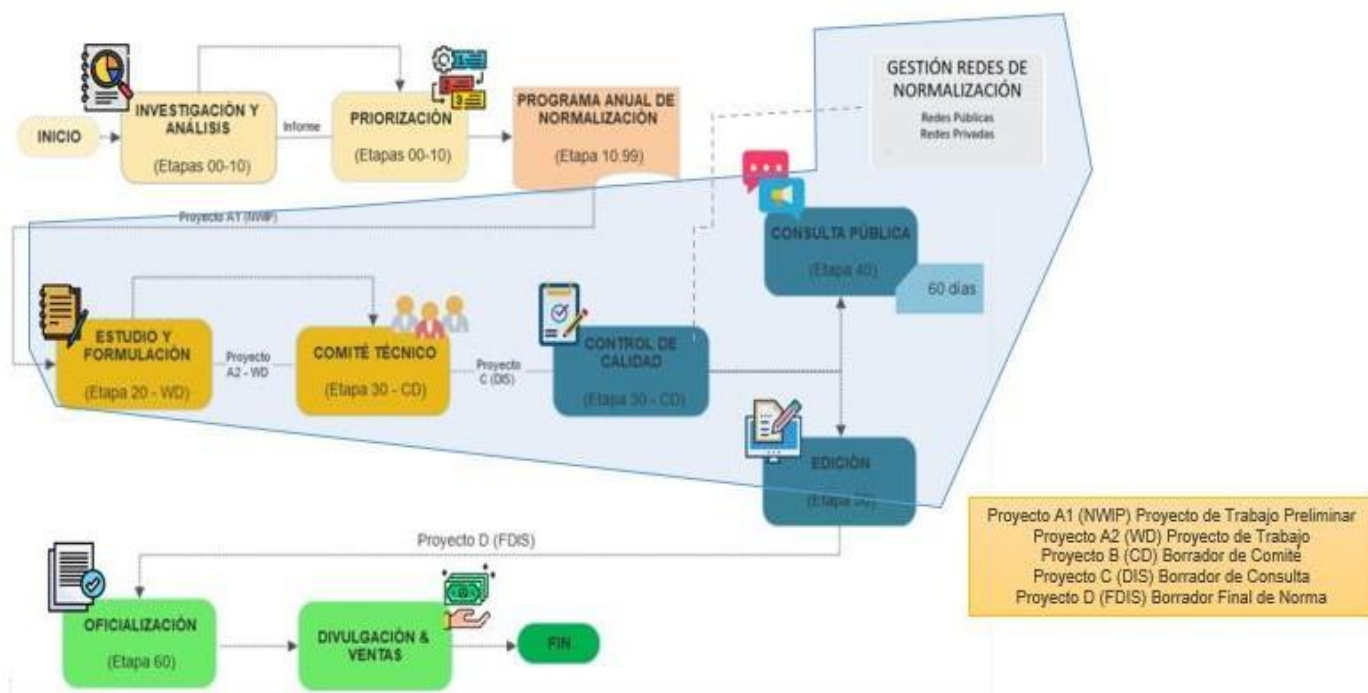 INICIO
INVESTIGACIÓN Y
ANÁLISIS
(Etapas 00-10)
Informe
PRIORIZACIÓN
(Etapas 00-10)
PROGRAMA ANUAL DE
NORMALIZACIÓN
(Etapa 10.99)
GESTIÓN REDES DE
NORMALIZACIÓN
Redes Públicas
Redes Privadas
Proyecto A1 (NWIP)
CONSULTA PÚBLICA
(Etapa 40)
60 días
ESTUDIO Y
FORMULACIÓN
(Etapa 20 - WD)
Proyecto
A2 - WD
COMITÉ TÉCNICO
(Etapa 30 - CD)
Proyecto
C (DIS)
CONTROL DE
CALIDAD
(Etapa 30 - CD)
EDICIÓN
(Etapa 50)
Proyecto D (FDIS)
OFICIALIZACIÓN
(Etapa 60)
DIVULGACIÓN &
VENTAS
FIN
Proyecto A1 (NWIP) Proyecto de Trabajo Preliminar
Proyecto A2 (WD) Proyecto de Trabajo
Proyecto B (CD) Borrador de Comité
Proyecto C (DIS) Borrador de Consulta
Proyecto D (FDIS) Borrador Final de Norma